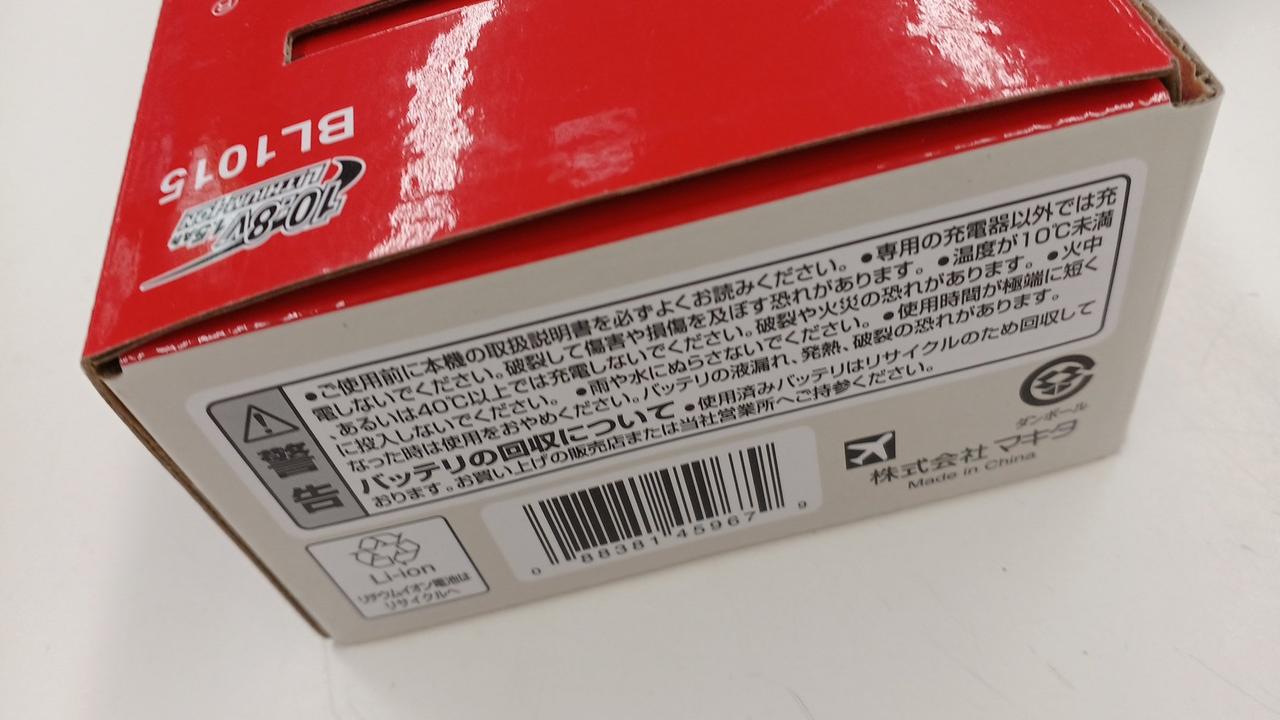 ®
BL1015
10.8V 1.5Ah
LITHIUM-ION
警告
●ご使用前に本機の取扱説明書を必ずよくお読みください。 ●専用の充電器以外では充
電しないでください。破裂して傷害や損傷を及ぼす恐れがあります。 ●温度が10℃未満
、あるいは40℃以上では充電しないでください。破裂や火災の恐れがあります。 ●火中
に投入しないでください。 ●雨や水にぬらさないでください。 ●使用時間が極端に短く
なった時は使用をおやめください。バッテリの液漏れ、発熱、破裂の恐れがあります。
バッテリの回収について ●使用済みバッテリはリサイクルのため回収して
おります。お買い上げの販売店または当社営業所へご持参ください。
Li-ion
リチウムイオン電池は
リサイクルへ
0 88381 45967 9
ダンボール
株式会社 マキタ
Made in China